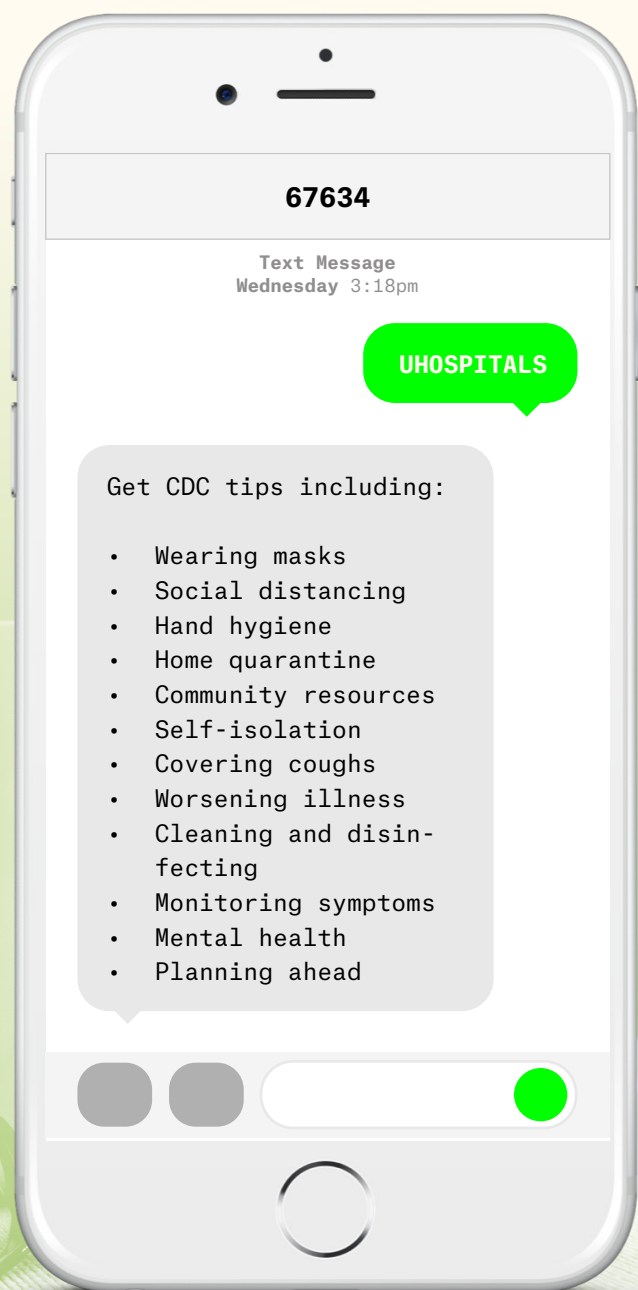 67634
Text Message
Wednesday 3:18pm
UHOSPITALS
Get CDC tips including:
• Wearing masks
• Social distancing
• Hand hygiene
• Home quarantine
• Community resources
• Self-isolation
• Covering coughs
• Worsening illness
• Cleaning and disin-
fecting
• Monitoring symptoms
• Mental health
• Planning ahead